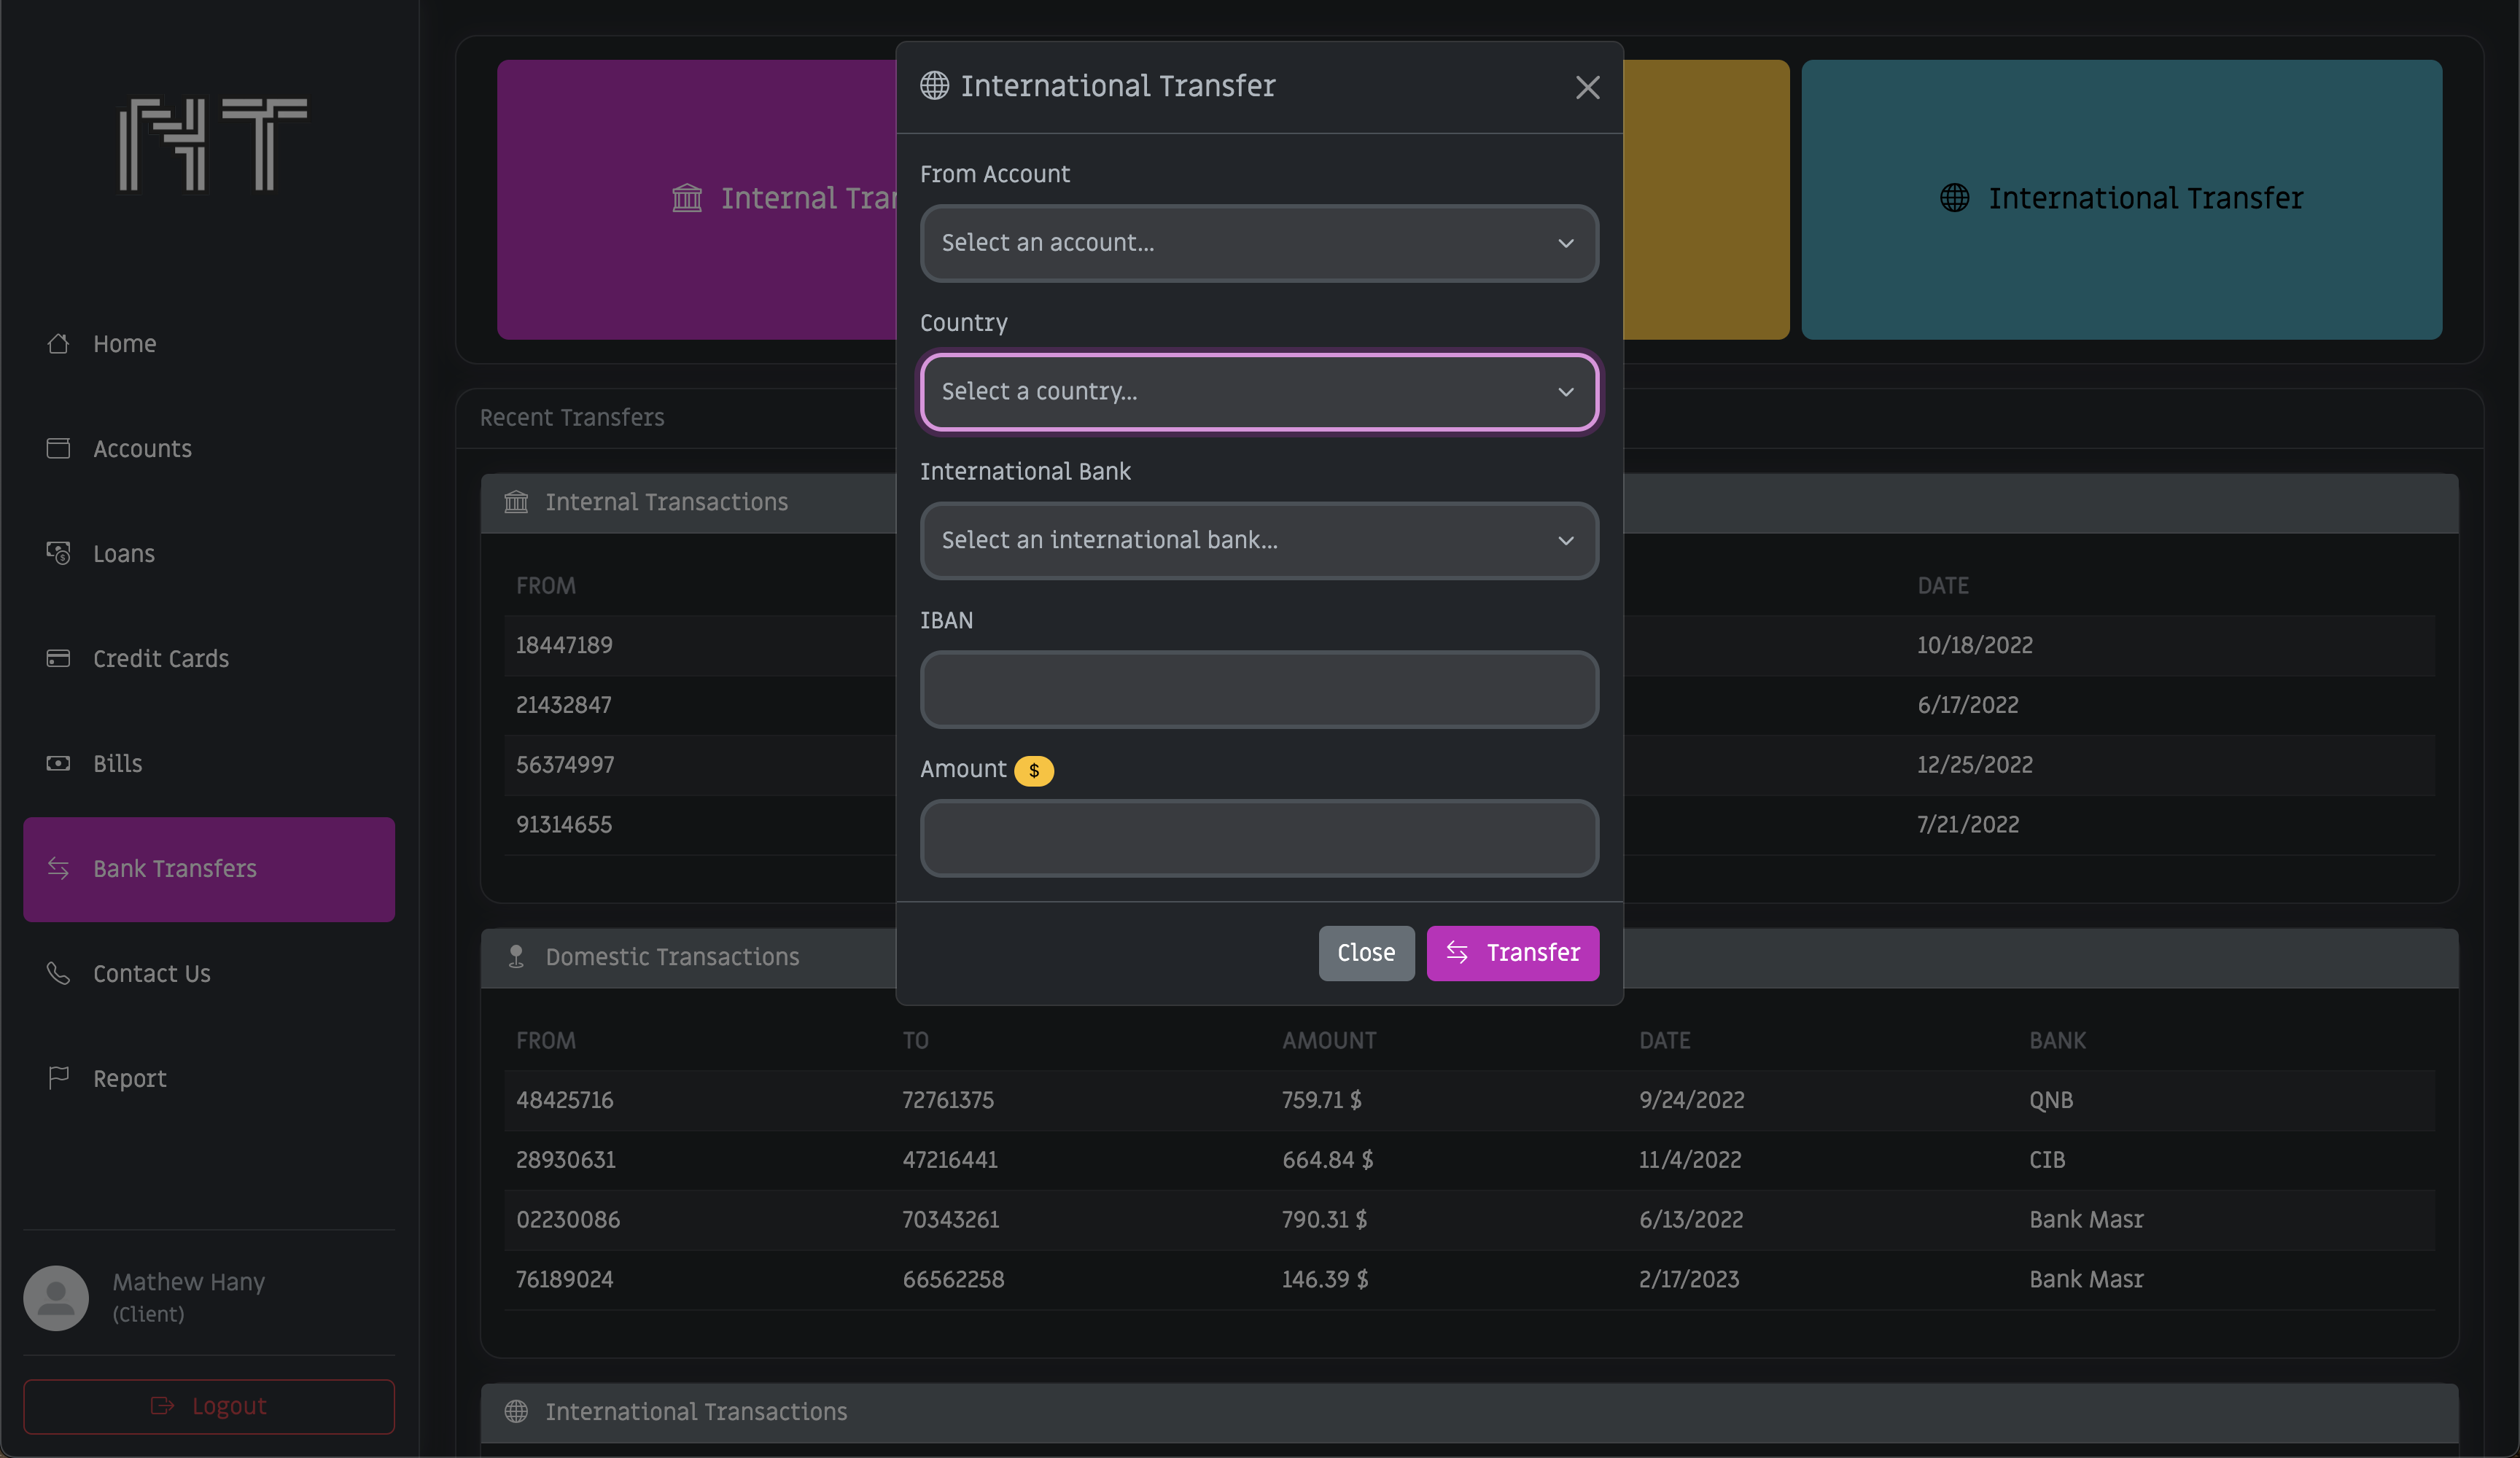 NT
Home
Accounts
Loans
Credit Cards
Bills
Bank Transfers
Contact Us
Report
Mathew Hany
(Client)
Logout
Internal Tran
International Transfer
Recent Transfers
Internal Transactions
FROM DATE
18447189 10/18/2022
21432847 6/17/2022
56374997 12/25/2022
91314655 7/21/2022
Domestic Transactions
FROM TO AMOUNT DATE BANK
48425716 72761375 759.71 $ 9/24/2022 QNB
28930631 47216441 664.84 $ 11/4/2022 CIB
02230086 70343261 790.31 $ 6/13/2022 Bank Masr
76189024 66562258 146.39 $ 2/17/2023 Bank Masr
International Transactions
International Transfer
From Account
Select an account...
Country
Select a country...
International Bank
Select an international bank...
IBAN
Amount $
Close Transfer